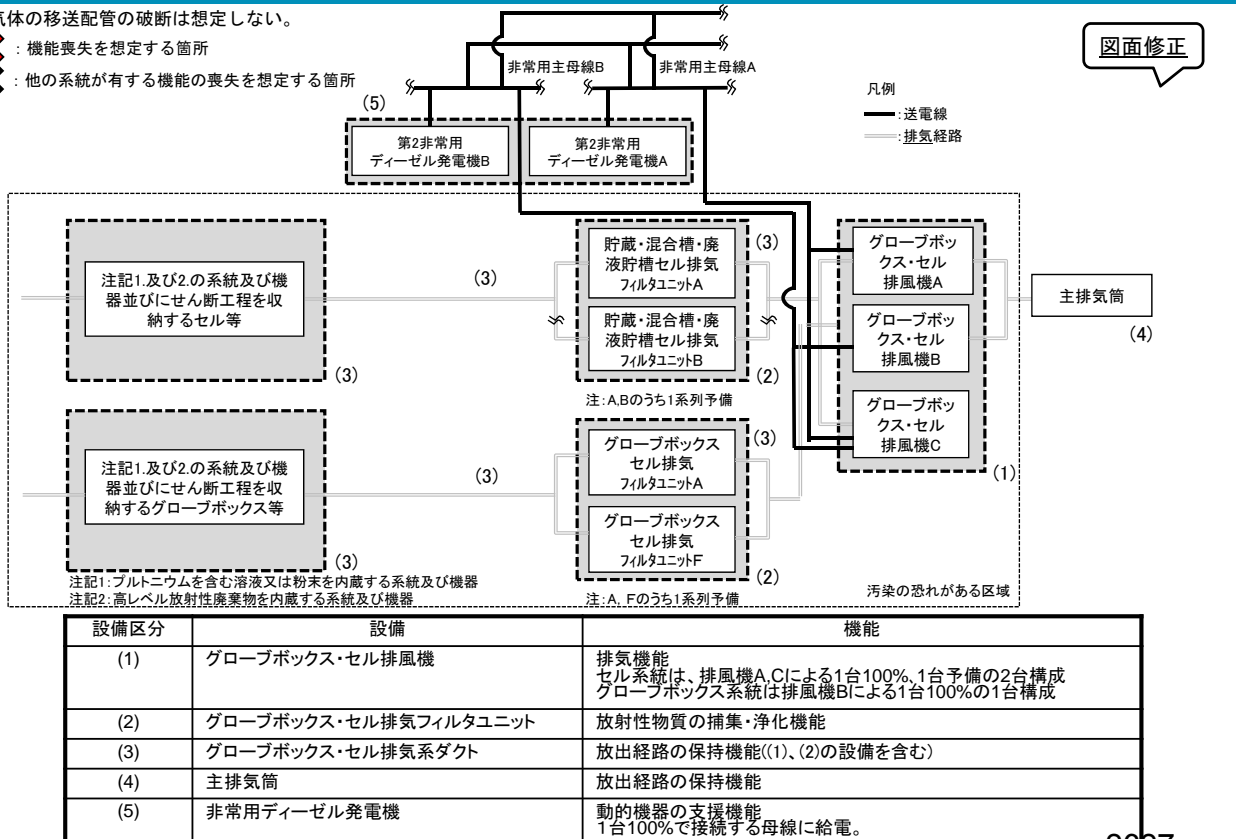 気体の移送配管の破断は想定しない。
：機能喪失を想定する箇所
：他の系統が有する機能の喪失を想定する箇所
図面修正
非常用主母線B
非常用主母線A
凡例
：送電線
：排気経路
(5)
第2非常用
ディーゼル発電機B
第2非常用
ディーゼル発電機A
注記1.及び2.の系統及び機
器並びにせん断工程を収
納するセル等
(3)
(3)
貯蔵・混合槽・廃
液貯槽セル排気
フィルタユニットA
(3)
貯蔵・混合槽・廃
液貯槽セル排気
フィルタユニットB
(2)
注：A,Bのうち1系列予備
グローブボッ
クス・セル
排風機A
グローブボッ
クス・セル
排風機B
グローブボッ
クス・セル
排風機C
(1)
主排気筒
(4)
注記1.及び2.の系統及び機
器並びにせん断工程を収
納するグローブボックス等
(3)
(3)
グローブボックス
セル排気
フィルタユニットA
(3)
グローブボックス
セル排気
フィルタユニットF
(2)
注記1：プルトニウムを含む溶液又は粉末を内蔵する系統及び機器
注記2：高レベル放射性廃棄物を内蔵する系統及び機器
注：A, Fのうち1系列予備
汚染の恐れがある区域
設備区分 設備 機能
(1) グローブボックス・セル排風機 排気機能
セル系統は、排風機A,Cによる1台100%、1台予備の2台構成
グローブボックス系統は排風機Bによる1台100%の1台構成
(2) グローブボックス・セル排気フィルタユニット 放射性物質の捕集・浄化機能
(3) グローブボックス・セル排気系ダクト 放出経路の保持機能((1)、(2)の設備を含む)
(4) 主排気筒 放出経路の保持機能
(5) 非常用ディーゼル発電機 動的機器の支援機能
1台100%で接続する母線に給電。